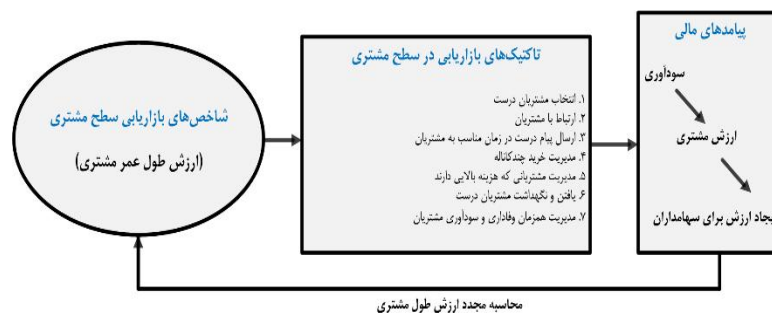 شاخص‌های بازاریابی سطح مشتری
(ارزش طول عمر مشتری)
تاکتیک‌های بازاریابی در سطح مشتری
۱. انتخاب مشتریان درست
۲. ارتباط با مشتریان
۳. ارسال پیام درست در زمان مناسب به مشتریان
۴. مدیریت خرید چندکاناله
۵. مدیریت مشتریانی که هزینه بالایی دارند
۶. یافتن و نگهداشت مشتریان درست
۷. مدیریت همزمان وفاداری و سودآوری مشتریان
پیامدهای مالی
سودآوری
ارزش مشتری
یجاد ارزش برای سهامداران
محاسبه مجدد ارزش طول مشتری